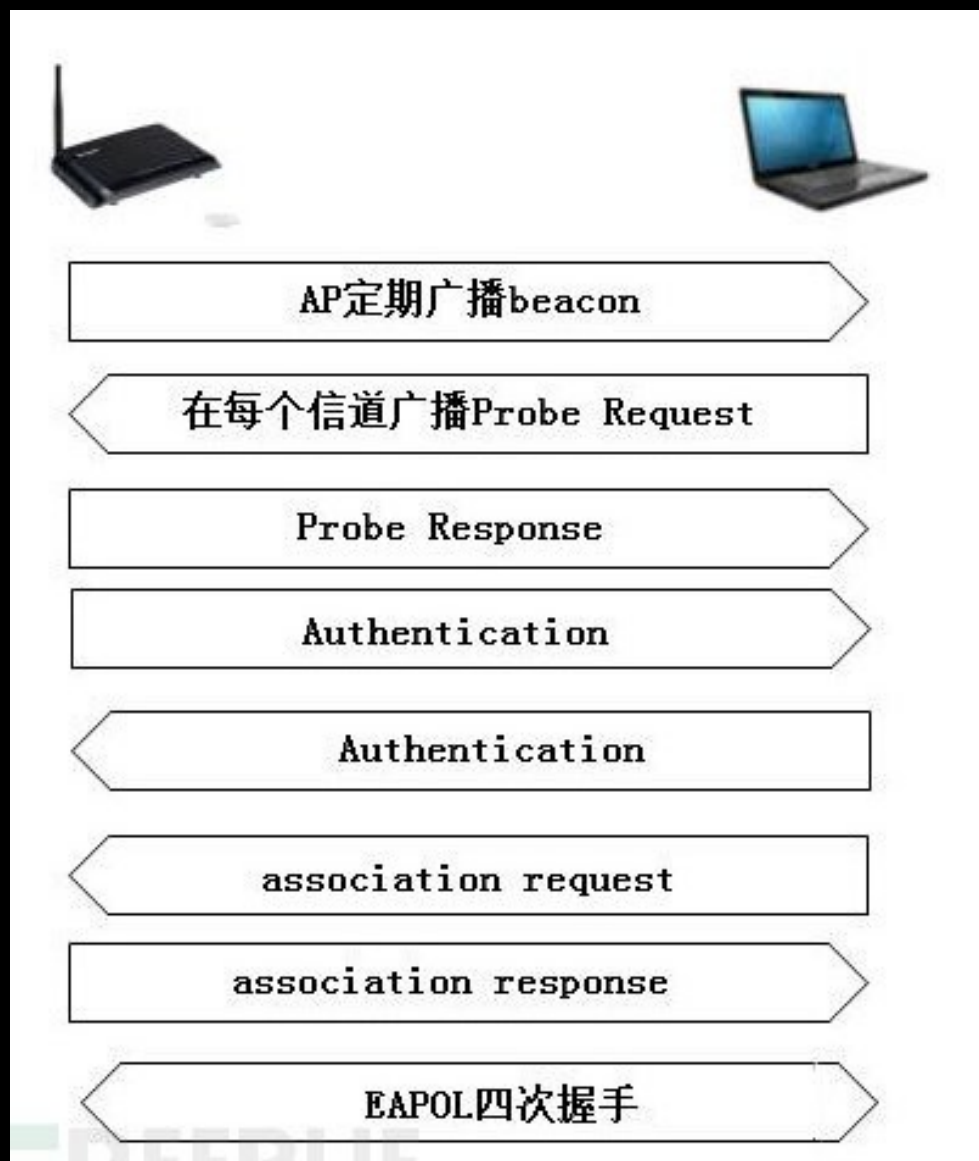 AP定期广播beacon
在每个信道广播Probe Request
Probe Response
Authentication
Authentication
association request
association response
EAPOL四次握手